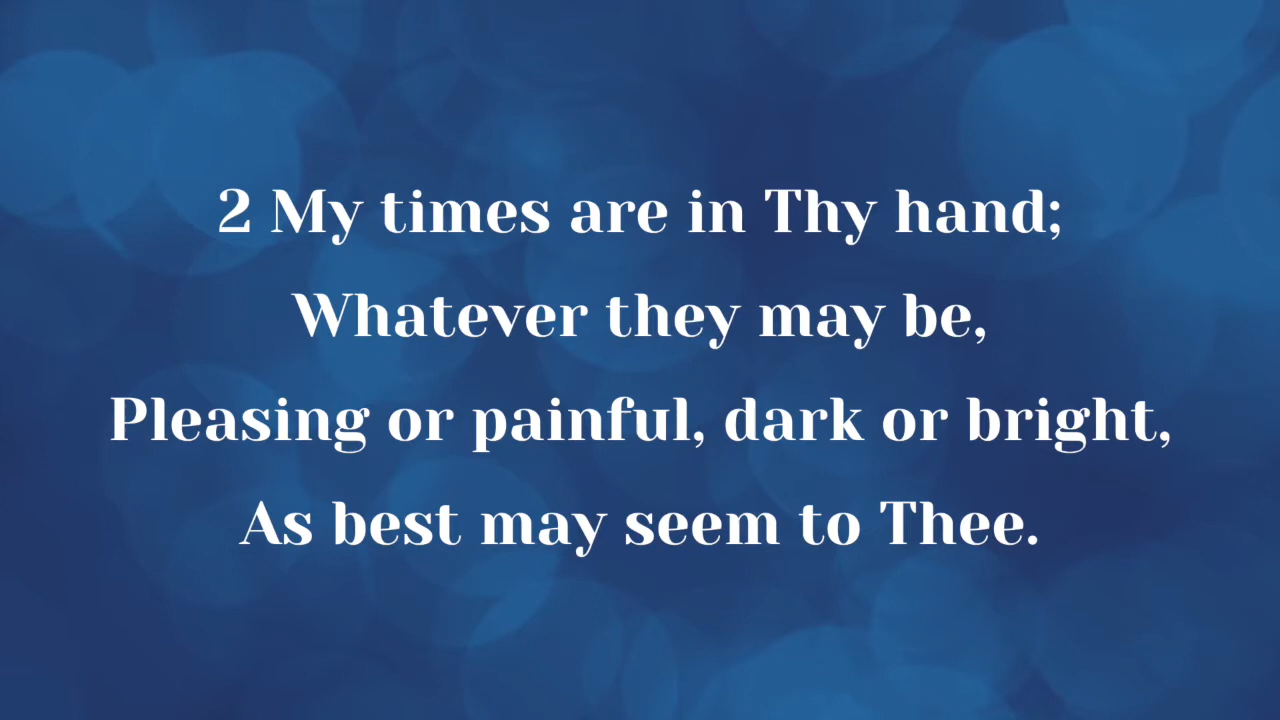 2 My times are in Thy hand;
Whatever they may be,
Pleasing or painful, dark or bright,
As best may seem to Thee.